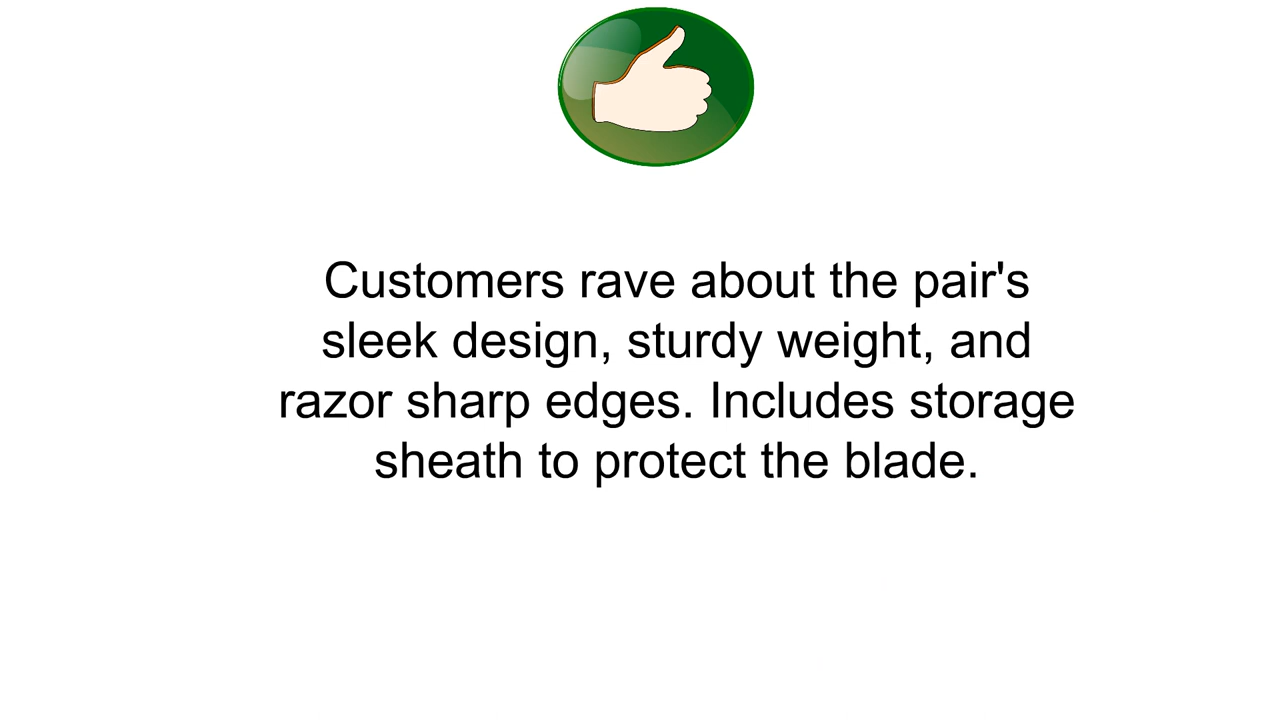 Customers rave about the pair's
sleek design, sturdy weight, and
razor sharp edges. Includes storage
sheath to protect the blade.